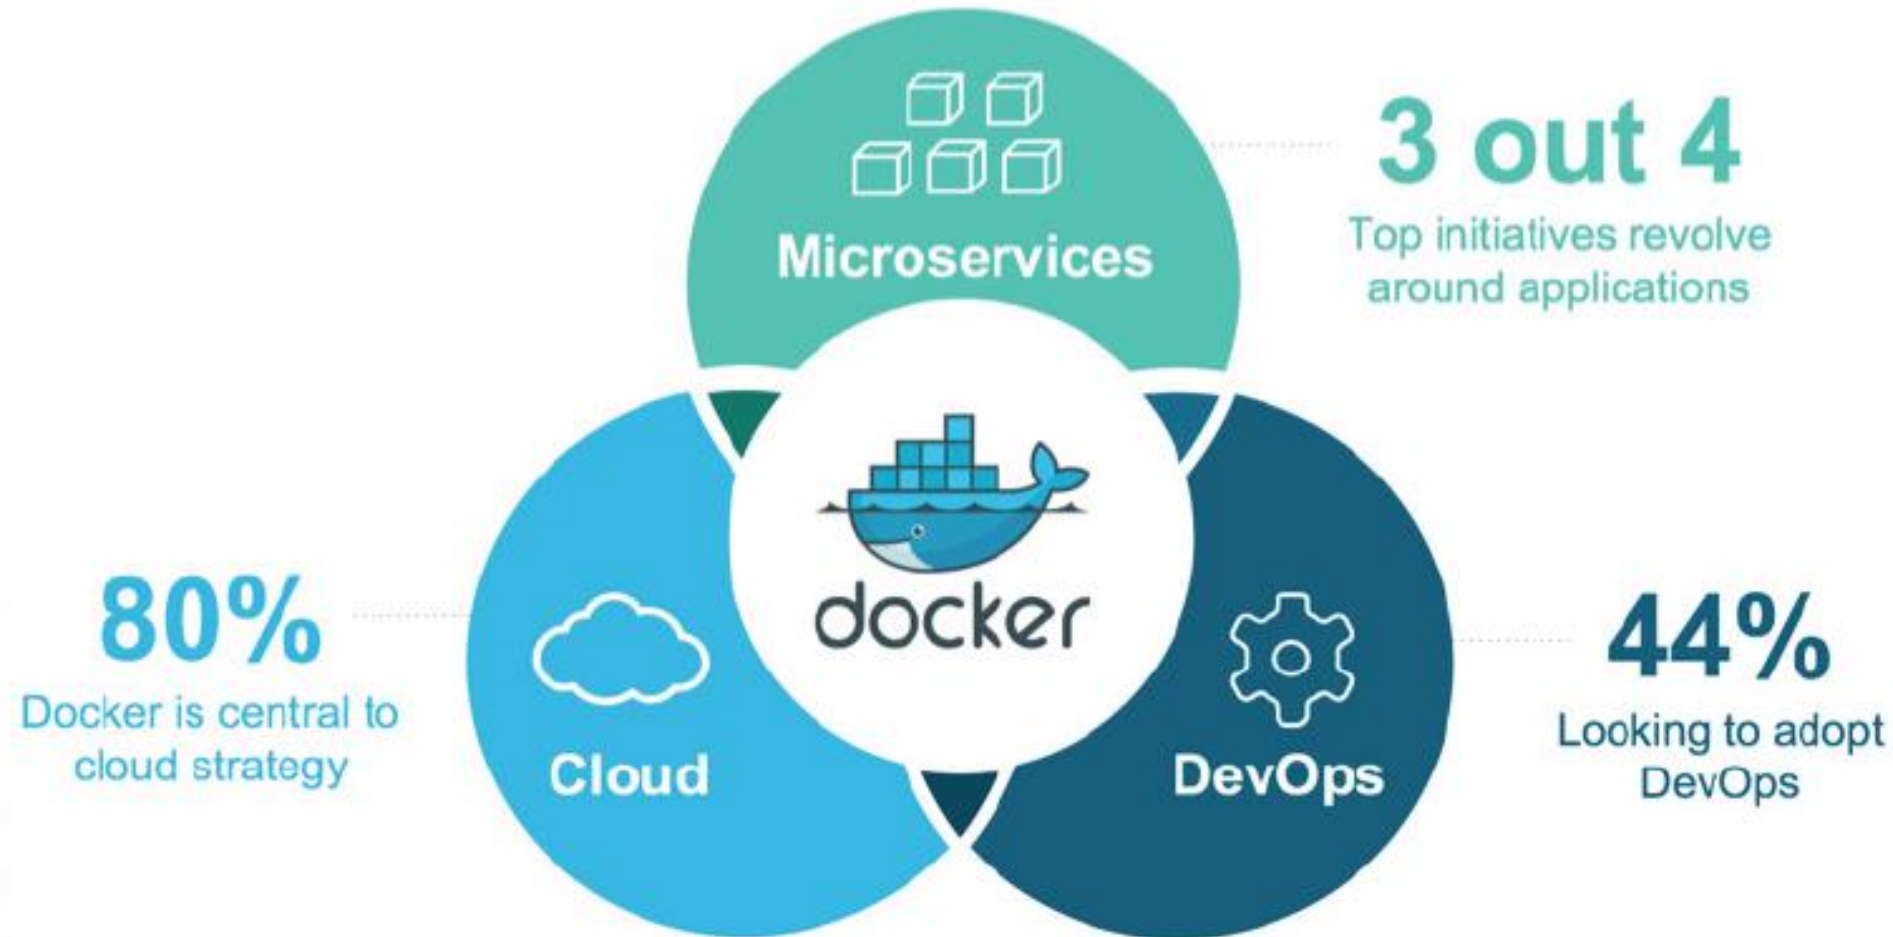 3 out 4
Top initiatives revolve
around applications
Microservices
docker
80%
Docker is central to
cloud strategy
Cloud
44%
Looking to adopt
DevOps
DevOps